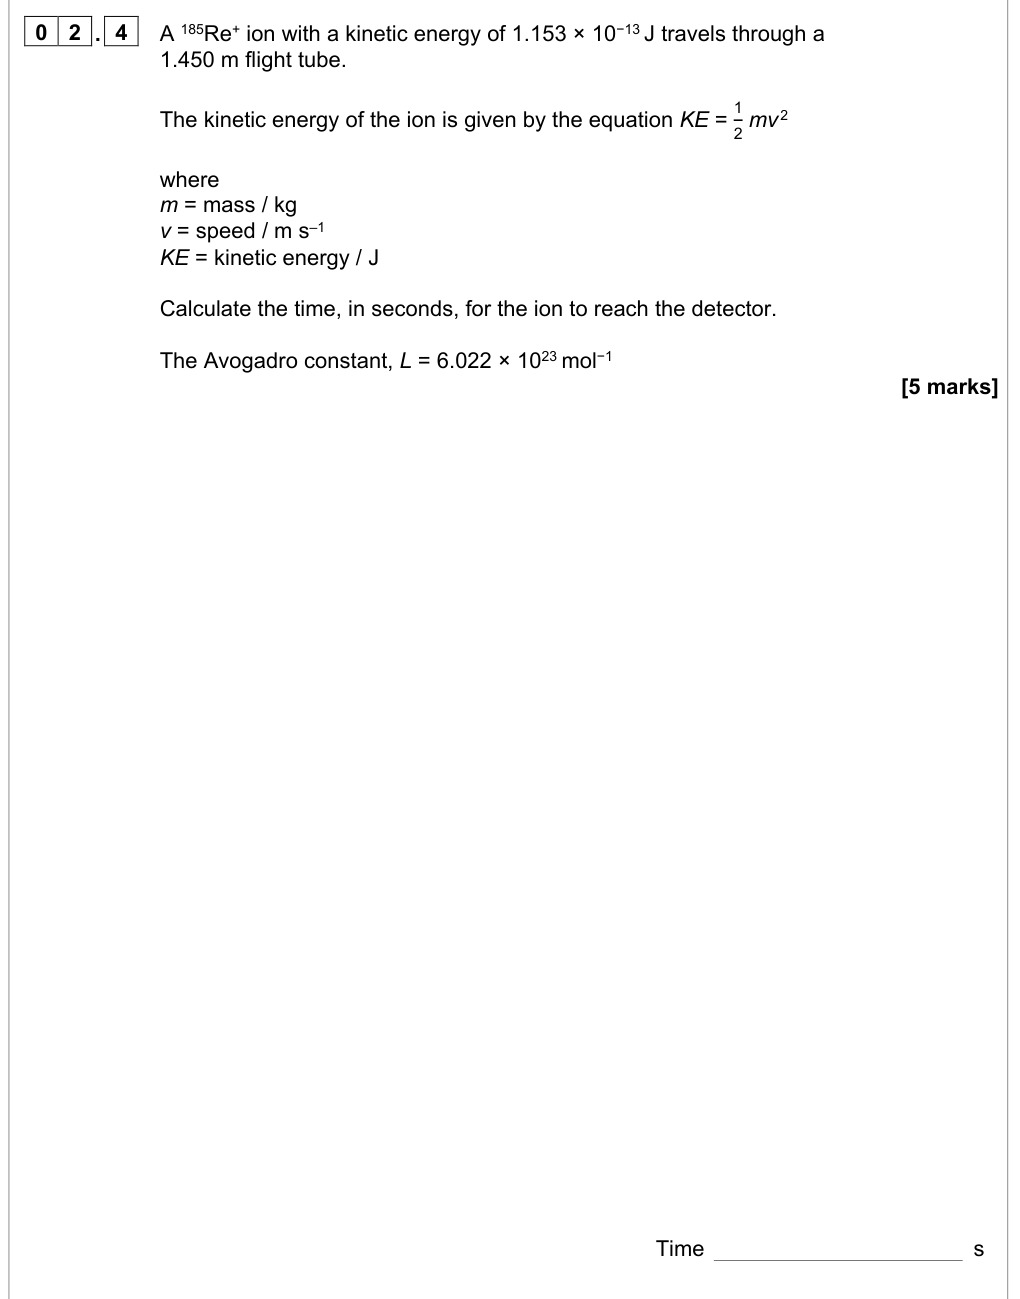 0 2 . 4 A ¹⁸⁵Re⁺ ion with a kinetic energy of 1.153 × 10⁻¹³ J travels through a
1.450 m flight tube.
The kinetic energy of the ion is given by the equation KE = 1/2 mv²
where
m = mass / kg
v = speed / m s⁻¹
KE = kinetic energy / J
Calculate the time, in seconds, for the ion to reach the detector.
The Avogadro constant, L = 6.022 × 10²³ mol⁻¹
[5 marks]
Time ____________________ s